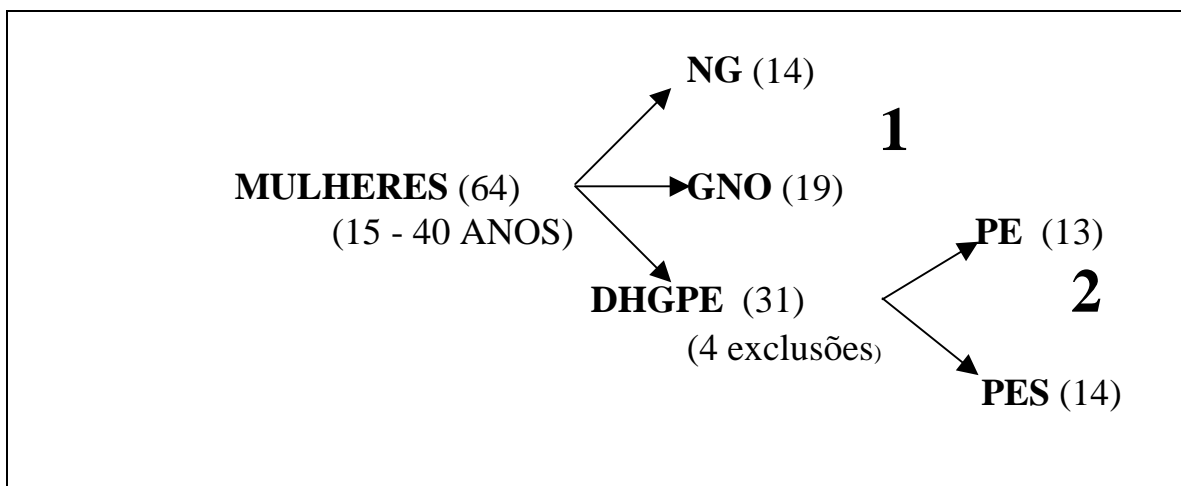 NG (14)
1
MULHERES (64)
GNO (19)
(15 - 40 ANOS)
PE (13)
DHGPE (31)
2
(4 exclusões)
PES (14)